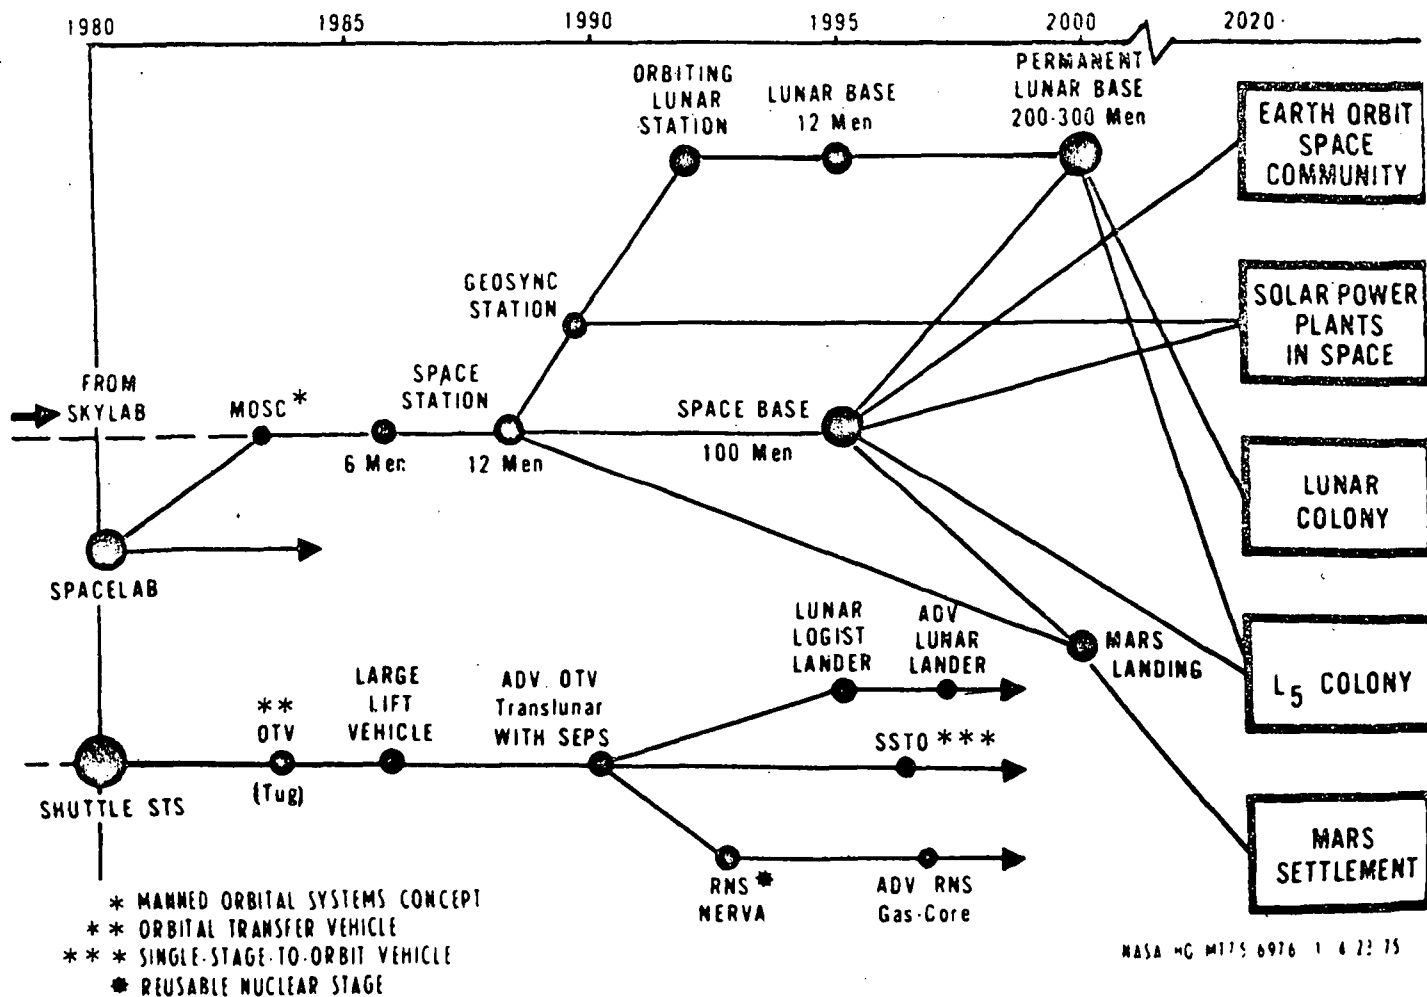 1980 1985 1990 1995 2000 2020
PERMANENT
LUNAR BASE
200-300 Men
ORBITING
LUNAR
STATION
LUNAR BASE
12 Men
EARTH ORBIT
SPACE
COMMUNITY
GEOSYNC
STATION
SOLAR POWER
PLANTS
IN SPACE
FROM
SKYLAB
MOSC *
6 Men
SPACE
STATION
12 Men
SPACE BASE
100 Men
LUNAR
COLONY
SPACELAB
MARS
LANDING
L5 COLONY
LUNAR
LOGIST
LANDER
ADV
LUNAR
LANDER
SHUTTLE STS
**
OTV
(Tug)
LARGE
LIFT
VEHICLE
ADV. OTV
Translunar
WITH SEPS
SSTO ***
RNS *
NERVA
ADV RNS
Gas-Core
MARS
SETTLEMENT
* MANNED ORBITAL SYSTEMS CONCEPT
** ORBITAL TRANSFER VEHICLE
*** SINGLE-STAGE-TO-ORBIT VEHICLE
✸ REUSABLE NUCLEAR STAGE
NASA HQ 6976